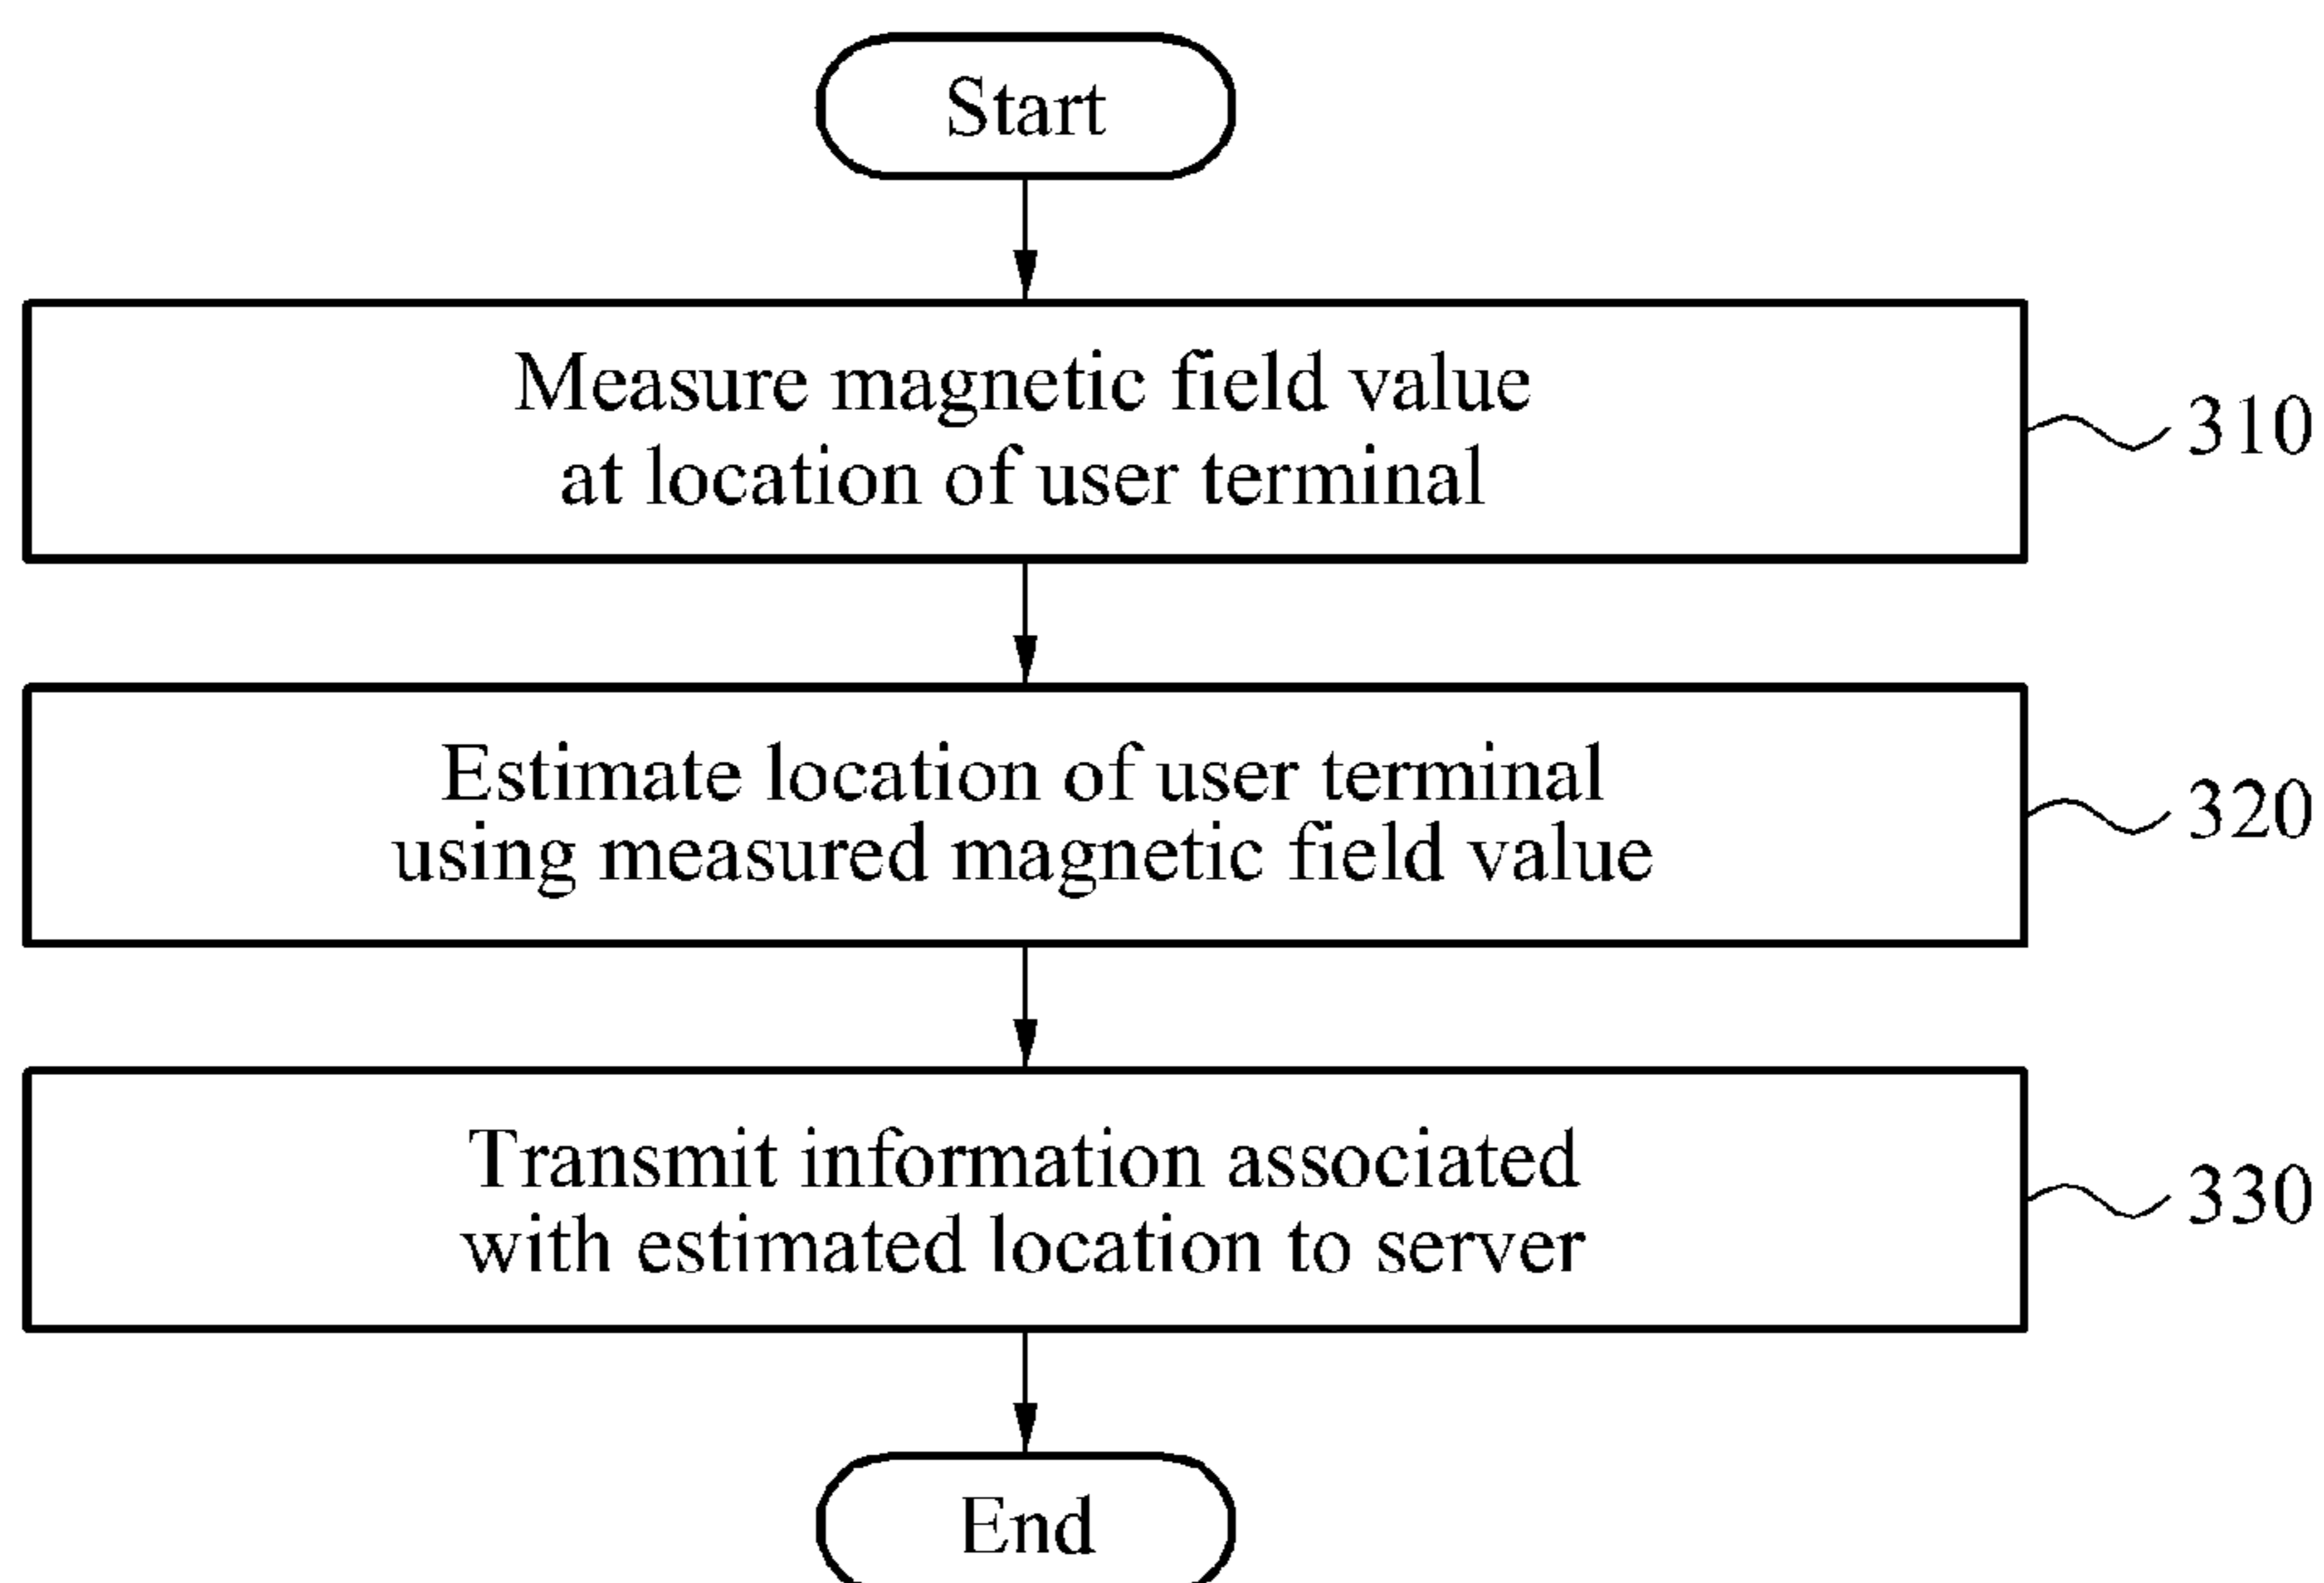 Start
Measure magnetic field value
at location of user terminal
310
Estimate location of user terminal
using measured magnetic field value
320
Transmit information associated
with estimated location to server
330
End